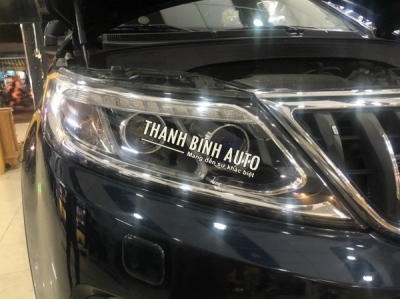 THANH BÌNH AUTO
Mang đến sự khác biệt